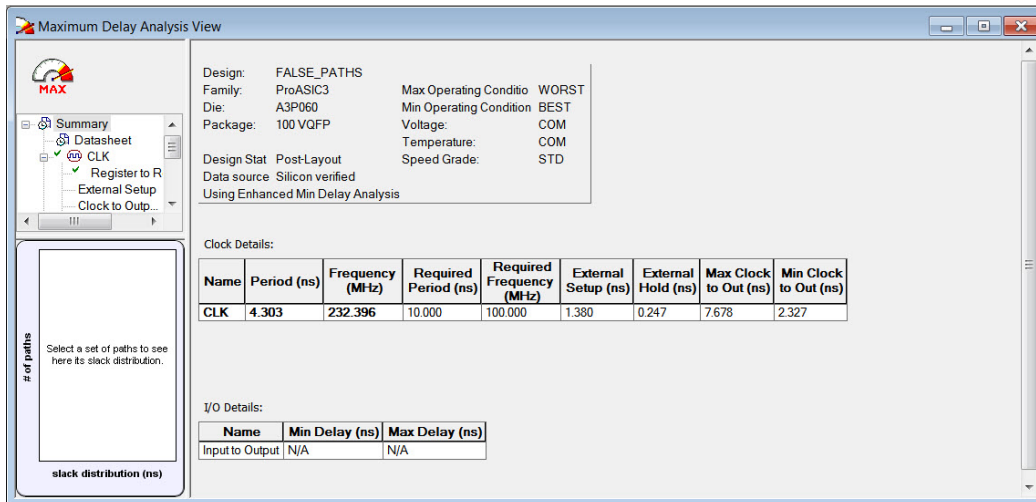 Maximum Delay Analysis View
MAX
Summary
Datasheet
CLK
Register to R
External Setup
Clock to Outp...
# of paths
Select a set of paths to see
here its slack distribution.
slack distribution (ns)
Design: FALSE_PATHS
Family: ProASIC3 Max Operating Conditio WORST
Die: A3P060 Min Operating Condition BEST
Package: 100 VQFP Voltage: COM
Temperature: COM
Design Stat Post-Layout Speed Grade: STD
Data source Silicon verified
Using Enhanced Min Delay Analysis
Clock Details:
Name Period (ns) Frequency (MHz) Required Period (ns) Required Frequency (MHz) External Setup (ns) External Hold (ns) Max Clock to Out (ns) Min Clock to Out (ns)
CLK 4.303 232.396 10.000 100.000 1.380 0.247 7.678 2.327
I/O Details:
Name Min Delay (ns) Max Delay (ns)
Input to Output N/A N/A